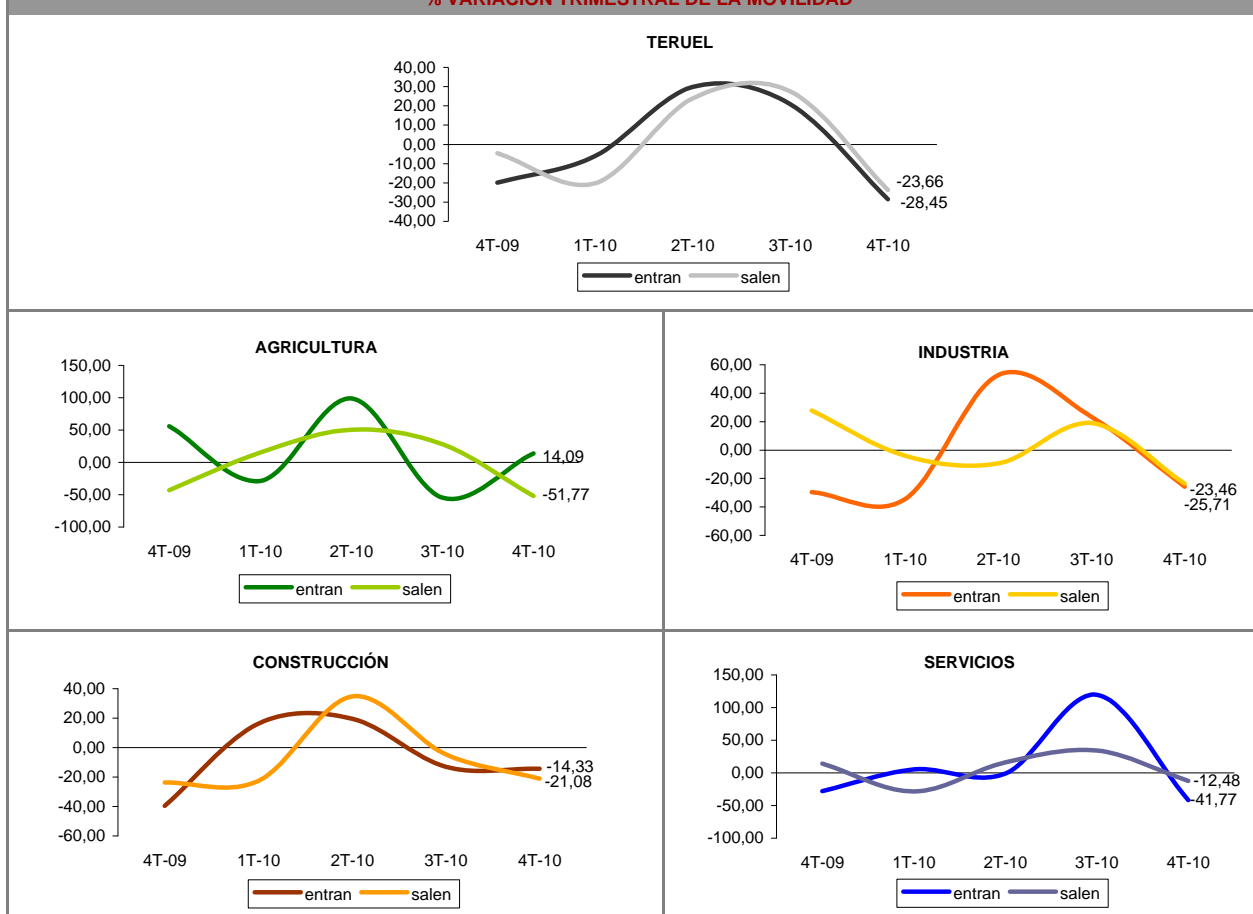 % VARIACIÓN TRIMESTRAL DE LA MOVILIDAD
TERUEL
40,00
30,00
20,00
10,00
0,00
-10,00
-20,00
-30,00
-40,00
-23,66
-28,45
4T-09 1T-10 2T-10 3T-10 4T-10
entran salen
AGRICULTURA
150,00
100,00
50,00
0,00
-50,00
-100,00
14,09
-51,77
4T-09 1T-10 2T-10 3T-10 4T-10
entran salen
INDUSTRIA
60,00
40,00
20,00
0,00
-20,00
-40,00
-60,00
-23,46
-25,71
4T-09 1T-10 2T-10 3T-10 4T-10
entran salen
CONSTRUCCIÓN
40,00
20,00
0,00
-20,00
-40,00
-60,00
-14,33
-21,08
4T-09 1T-10 2T-10 3T-10 4T-10
entran salen
SERVICIOS
150,00
100,00
50,00
0,00
-50,00
-100,00
-12,48
-41,77
4T-09 1T-10 2T-10 3T-10 4T-10
entran salen